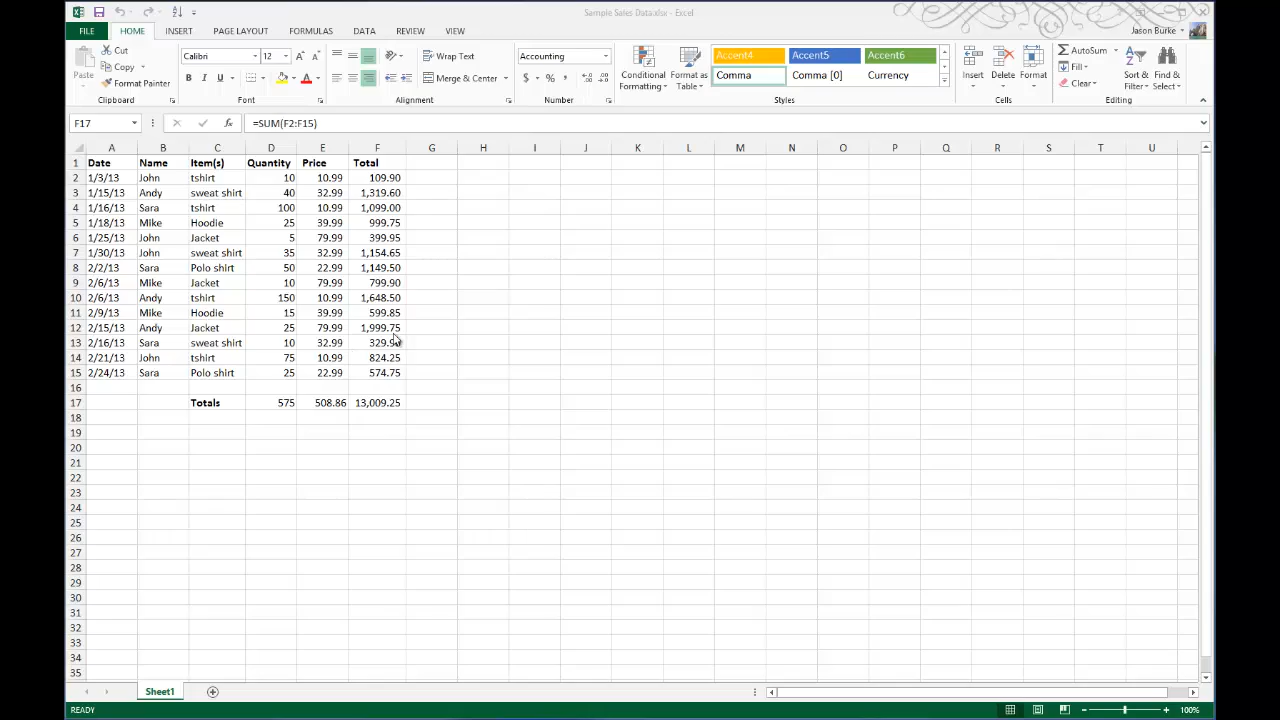 Sample Sales Data.xlsx - Excel
FILE HOME INSERT PAGE LAYOUT FORMULAS DATA REVIEW VIEW Jason Burke
Paste Cut Copy Format Painter Clipboard
Calibri 12 B I U A A A Font
Wrap Text Merge & Center Alignment
Accounting $ % , Number
Conditional Formatting Format as Table
Accent4 Accent5 Accent6
Comma Comma [0] Currency
Styles
Insert Delete Format Cells
AutoSum Fill Clear Sort & Filter Find & Select Editing
F17 fx =SUM(F2:F15)
A B C D E F G H I J K L M N O P Q R S T U
1 Date Name Item(s) Quantity Price Total
2 1/3/13 John tshirt 10 10.99 109.90
3 1/15/13 Andy sweat shirt 40 32.99 1,319.60
4 1/16/13 Sara tshirt 100 10.99 1,099.00
5 1/18/13 Mike Hoodie 25 39.99 999.75
6 1/25/13 John Jacket 5 79.99 399.95
7 1/30/13 John sweat shirt 35 32.99 1,154.65
8 2/2/13 Sara Polo shirt 50 22.99 1,149.50
9 2/6/13 Mike Jacket 10 79.99 799.90
10 2/6/13 Andy tshirt 150 10.99 1,648.50
11 2/9/13 Mike Hoodie 15 39.99 599.85
12 2/15/13 Andy Jacket 25 79.99 1,999.75
13 2/16/13 Sara sweat shirt 10 32.99
14 2/21/13 John tshirt 75 10.99 824.25
15 2/24/13 Sara Polo shirt 25 22.99 574.75
16
17 Totals 575 508.86 13,009.25
18
19
20
21
22
23
24
25
26
27
28
29
30
31
32
33
34
35
Sheet1
READY 100%